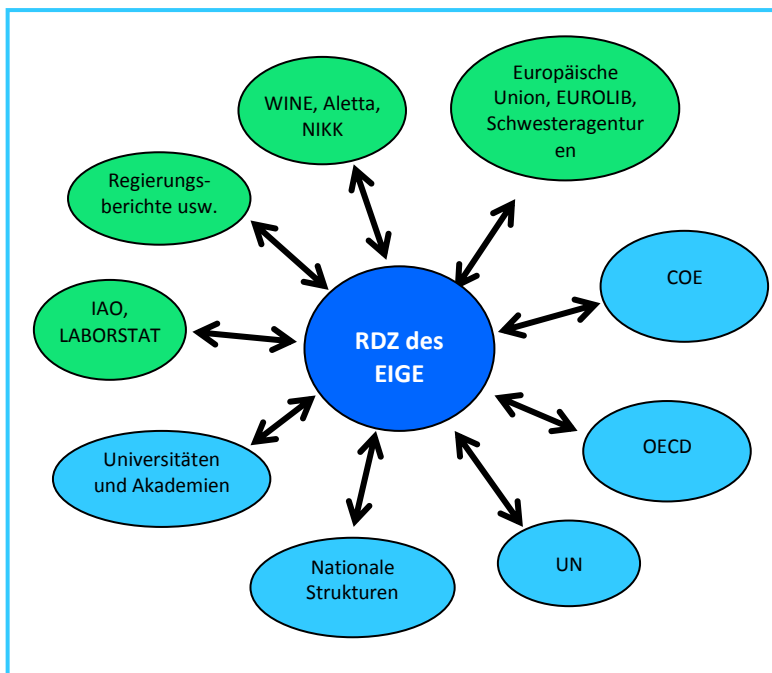 WINE, Aletta,
NIKK
Europäische
Union, EUROLIB,
Schwesteragentur
en
Regierungs-
berichte usw.
COE
IAO,
LABORSTAT
RDZ des
EIGE
OECD
Universitäten
und Akademien
UN
Nationale
Strukturen